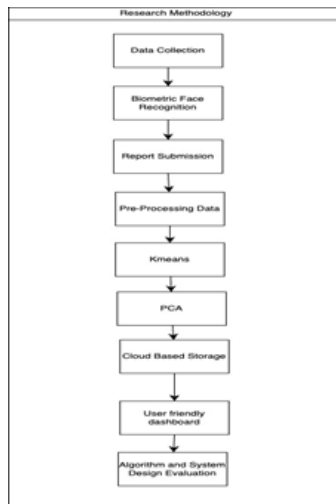 Research Methodology
Data Collection
Biometric Face
Recognition
Report Submission
Pre-Processing Data
Kmeans
PCA
Cloud Based Storage
User friendly
dashboard
Algorithm and System
Design Evaluation